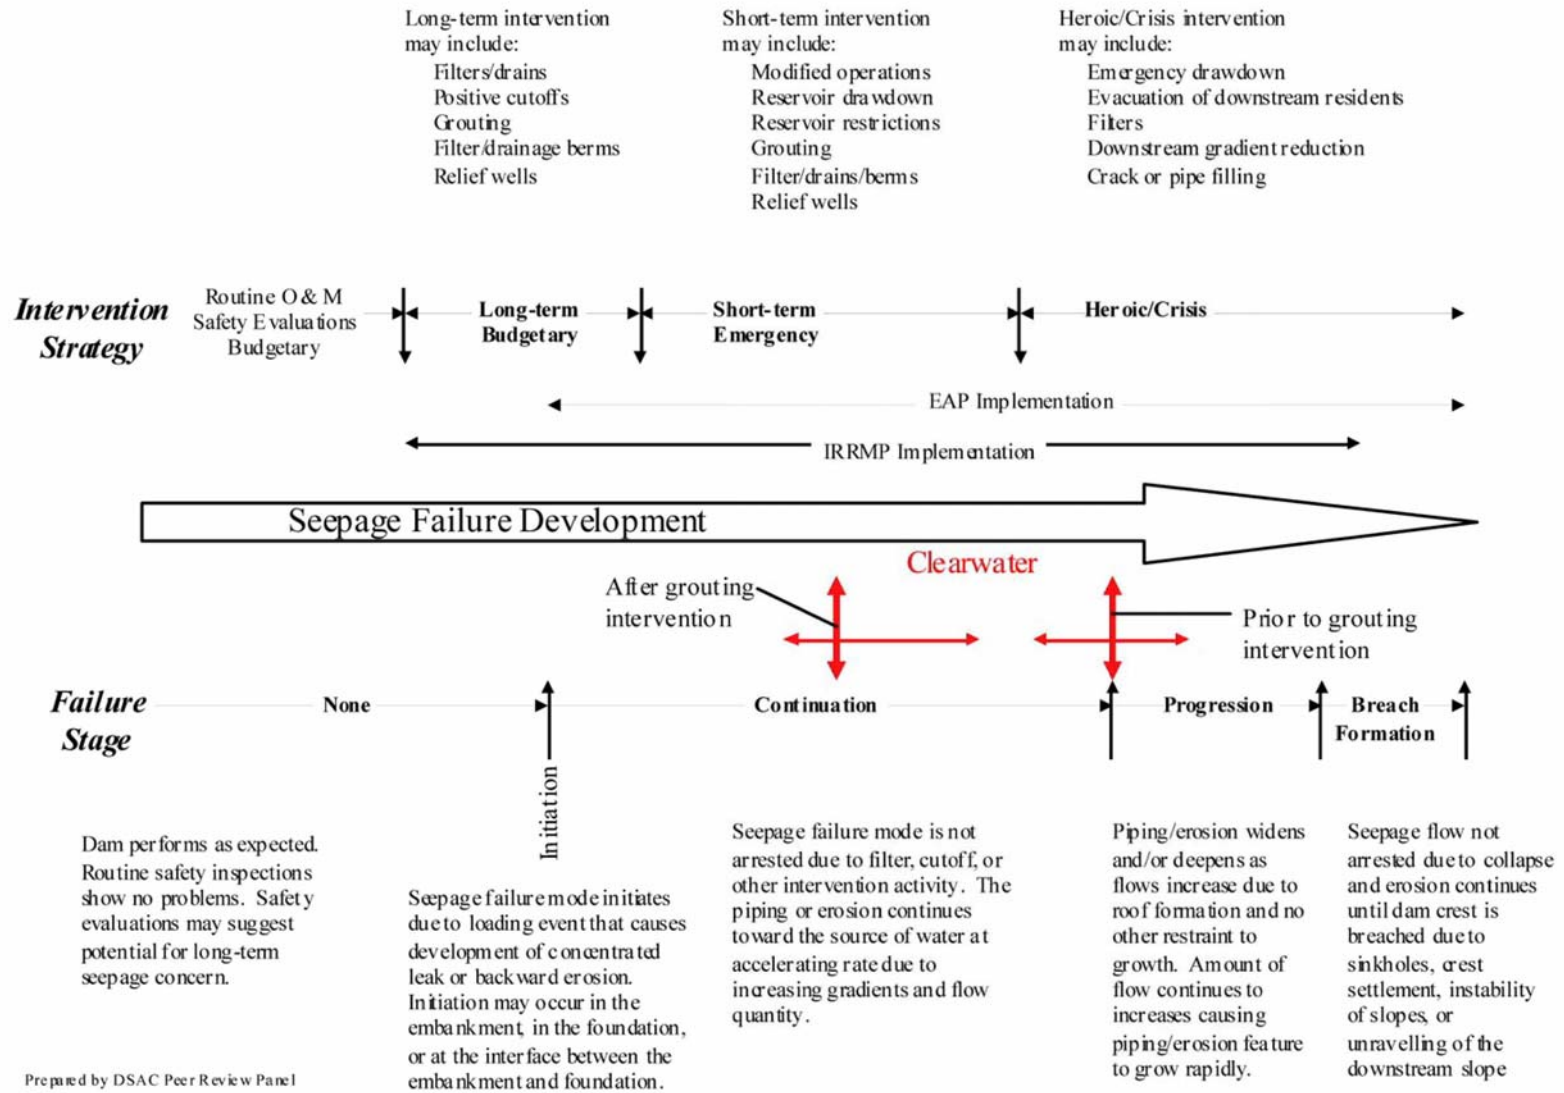 Long-term intervention
may include:
Filters/drains
Positive cutoffs
Grouting
Filter/drainage berms
Relief wells
Short-term intervention
may include:
Modified operations
Reservoir drawdown
Reservoir restrictions
Grouting
Filter/drains/berms
Relief wells
Heroic/Crisis intervention
may include:
Emergency drawdown
Evacuation of downstream residents
Filters
Downstream gradient reduction
Crack or pipe filling
Intervention
Strategy
Routine O & M
Safety Evaluations
Budgetary
Long-term
Budgetary
Short-term
Emergency
Heroic/Crisis
EAP Implementation
IRRMP Implementation
Seepage Failure Development
Clearwater
After grouting
intervention
Prior to grouting
intervention
Failure
Stage
None
Initiation
Continuation
Progression
Breach
Formation
Dam performs as expected.
Routine safety inspections
show no problems. Safety
evaluations may suggest
potential for long-term
seepage concern.
Seepage failure mode initiates
due to loading event that causes
development of concentrated
leak or backward erosion.
Initiation may occur in the
embankment, in the foundation,
or at the interface between the
embankment and foundation.
Seepage failure mode is not
arrested due to filter, cutoff, or
other intervention activity. The
piping or erosion continues
toward the source of water at
accelerating rate due to
increasing gradients and flow
quantity.
Piping/erosion widens
and/or deepens as
flows increase due to
roof formation and no
other restraint to
growth. Amount of
flow continues to
increases causing
piping/erosion feature
to grow rapidly.
Seepage flow not
arrested due to collapse
and erosion continues
until dam crest is
breached due to
sinkholes, crest
settlement, instability
of slopes, or
unravelling of the
downstream slope
Prepared by DSAC Peer Review Panel